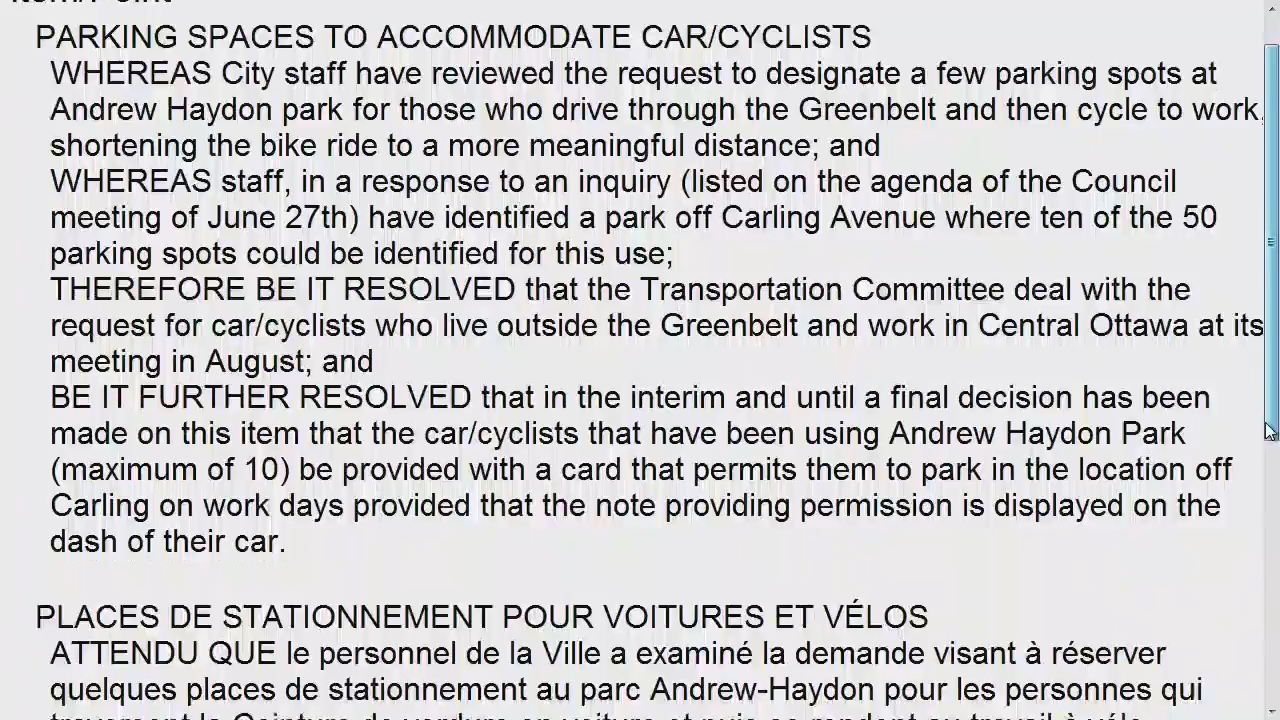 PARKING SPACES TO ACCOMMODATE CAR/CYCLISTS
WHEREAS City staff have reviewed the request to designate a few parking spots at
Andrew Haydon park for those who drive through the Greenbelt and then cycle to work,
shortening the bike ride to a more meaningful distance; and
WHEREAS staff, in a response to an inquiry (listed on the agenda of the Council
meeting of June 27th) have identified a park off Carling Avenue where ten of the 50
parking spots could be identified for this use;
THEREFORE BE IT RESOLVED that the Transportation Committee deal with the
request for car/cyclists who live outside the Greenbelt and work in Central Ottawa at its
meeting in August; and
BE IT FURTHER RESOLVED that in the interim and until a final decision has been
made on this item that the car/cyclists that have been using Andrew Haydon Park
(maximum of 10) be provided with a card that permits them to park in the location off
Carling on work days provided that the note providing permission is displayed on the
dash of their car.
PLACES DE STATIONNEMENT POUR VOITURES ET VÉLOS
ATTENDU QUE le personnel de la Ville a examiné la demande visant à réserver
quelques places de stationnement au parc Andrew-Haydon pour les personnes qui